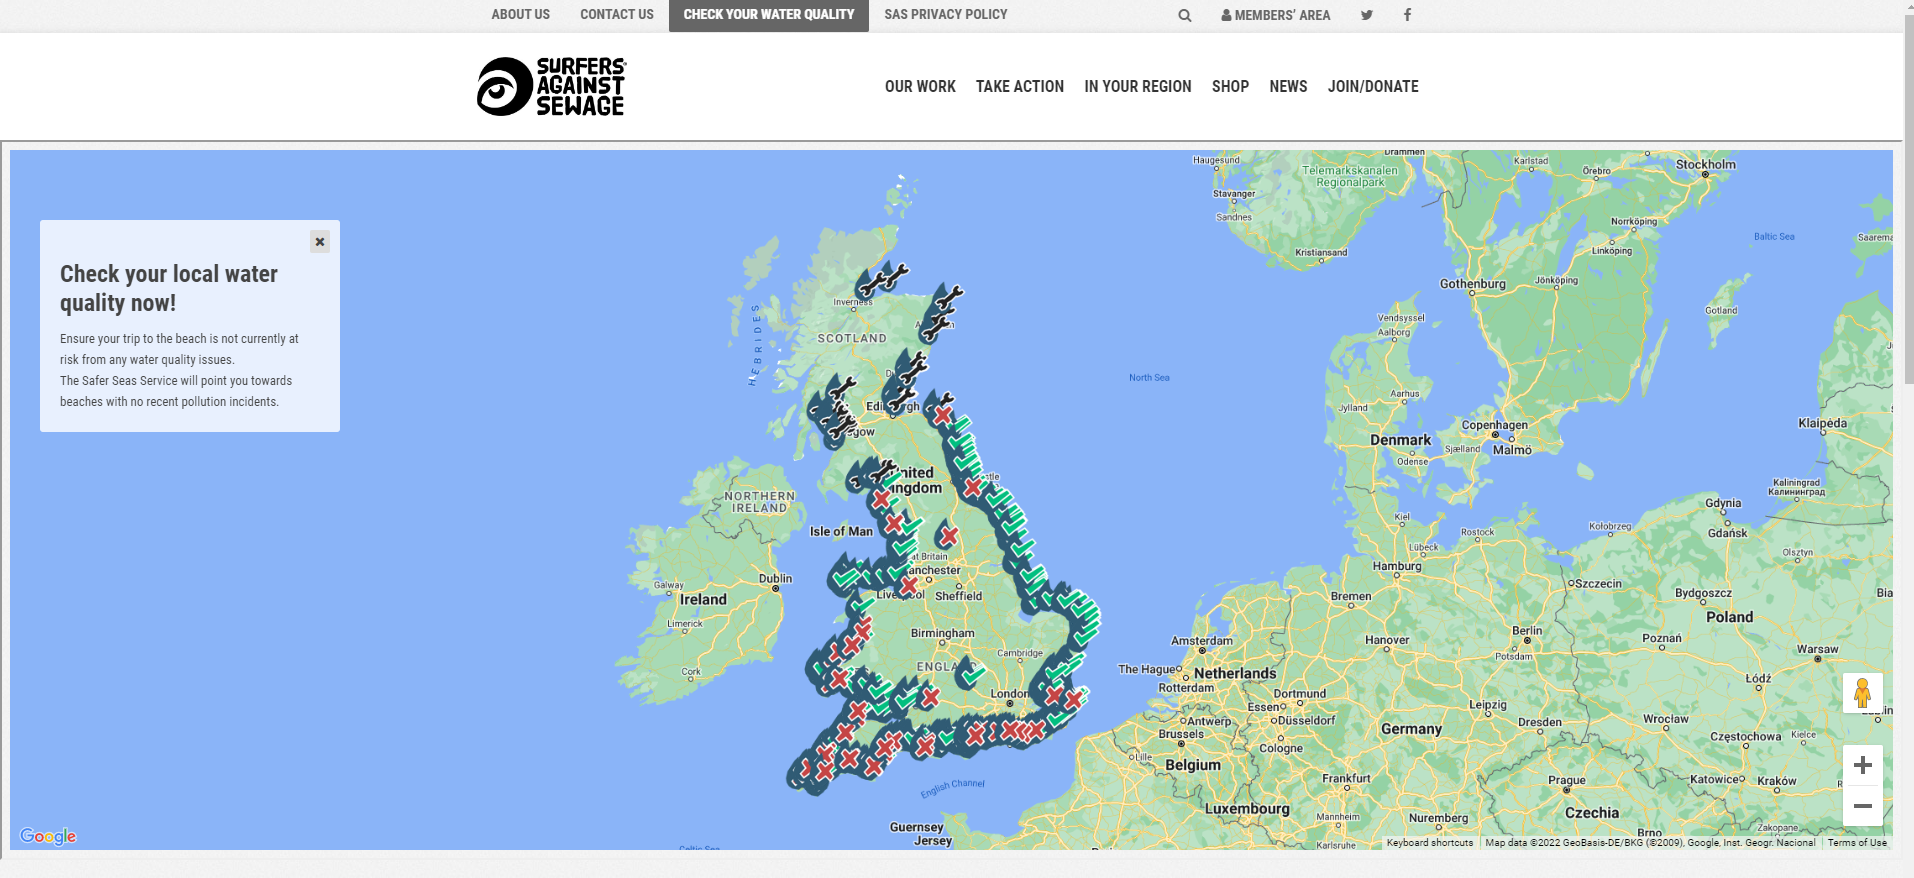 ABOUT US
CONTACT US
CHECK YOUR WATER QUALITY
SAS PRIVACY POLICY
MEMBERS' AREA
SURFERS
AGAINST
SEWAGE
OUR WORK
TAKE ACTION
IN YOUR REGION
SHOP
NEWS
JOIN/DONATE
Check your local water
quality now!
Ensure your trip to the beach is not currently at
risk from any water quality issues.
The Safer Seas Service will point you towards
beaches with no recent pollution incidents.
Haugesund
Drammen
Telemarkskanalen
Regionalpark
Karlstad
Örebro
Stockholm
Stavanger
Sandnes
Kristiansand
Norrköping
Linköping
Baltic Sea
Saarema
Gothenburg
Jönköping
Gotland
Inverness
SCOTLAND
HEBRIDES
North Sea
Vendsyssel
Aalborg
Aarhus
Jylland
Denmark
Odense
Sjælland
Copenhagen
Malmö
Klaipėda
NORTHERN
IRELAND
Isle of Man
Kaliningrad
Калининград
Gdynia
Gdańsk
Kiel
Rostock
Kołobrzeg
Lübeck
Olsztyn
Dublin
Galway
Ireland
Limerick
Cork
Sheffield
Birmingham
Cambridge
London
Hamburg
Szczecin
Bremen
Bydgoszcz
Poland
Amsterdam
Hanover
Berlin
Potsdam
Poznań
Warsaw
The Hague
Netherlands
Rotterdam
Dortmund
Essen
Łódź
Antwerp
Düsseldorf
Leipzig
Wrocław
Brussels
Germany
Dresden
Lille
Cologne
Częstochowa
Kielce
Belgium
Frankfurt
Prague
Katowice
Kraków
English Channel
Luxembourg
Mannheim
Nuremberg
Czechia
Guernsey
Jersey
Karlsruhe
Brno
Zakopane
Celtic Sea
Google
Keyboard shortcuts
Map data ©2022 GeoBasis-DE/BKG (©2009), Google, Inst. Geogr. Nacional
Terms of Use